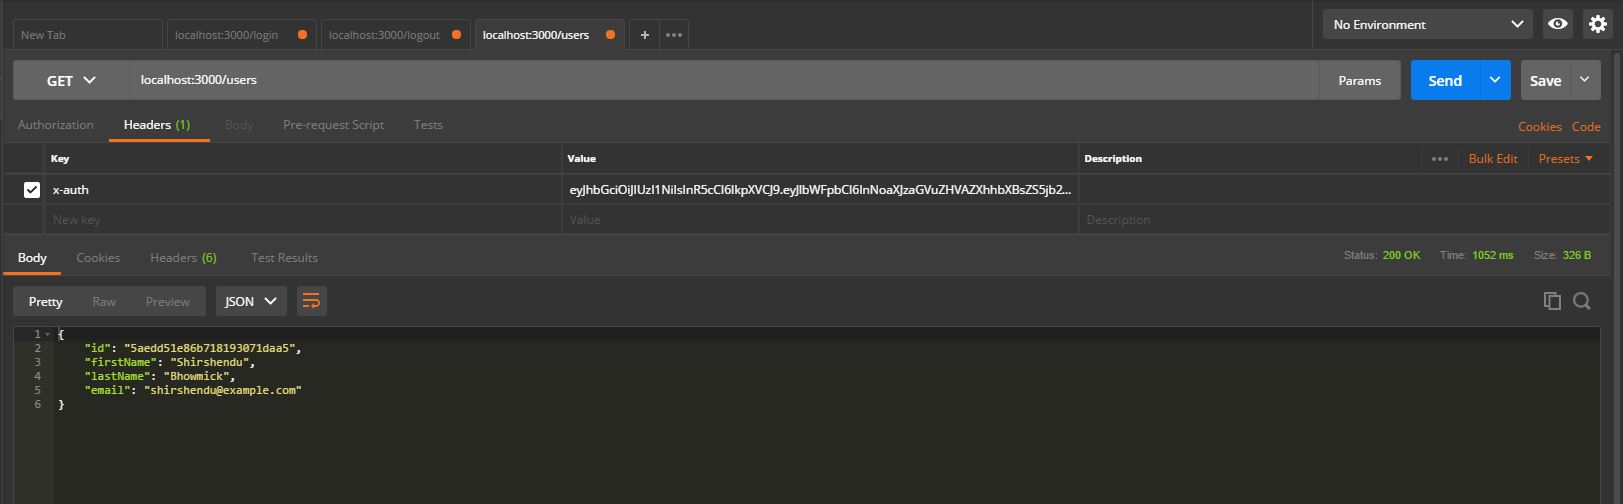 New Tab localhost:3000/login localhost:3000/logout localhost:3000/users + ••• No Environment
GET localhost:3000/users Params Send Save
Authorization Headers (1) Body Pre-request Script Tests Cookies Code
Key Value Description ••• Bulk Edit Presets
x-auth eyJhbGciOiJIUzI1NiIsInR5cCI6IkpXVCJ9.eyJlbWFpbCI6InNoaXJzaGVuZHVAZXhhbXBsZS5jb2...
New key Value Description
Body Cookies Headers (6) Test Results Status: 200 OK Time: 1052 ms Size: 326 B
Pretty Raw Preview JSON
1 {
2 "id": "5aedd51e86b718193071daa5",
3 "firstName": "Shirshendu",
4 "lastName": "Bhowmick",
5 "email": "shirshendu@example.com"
6 }